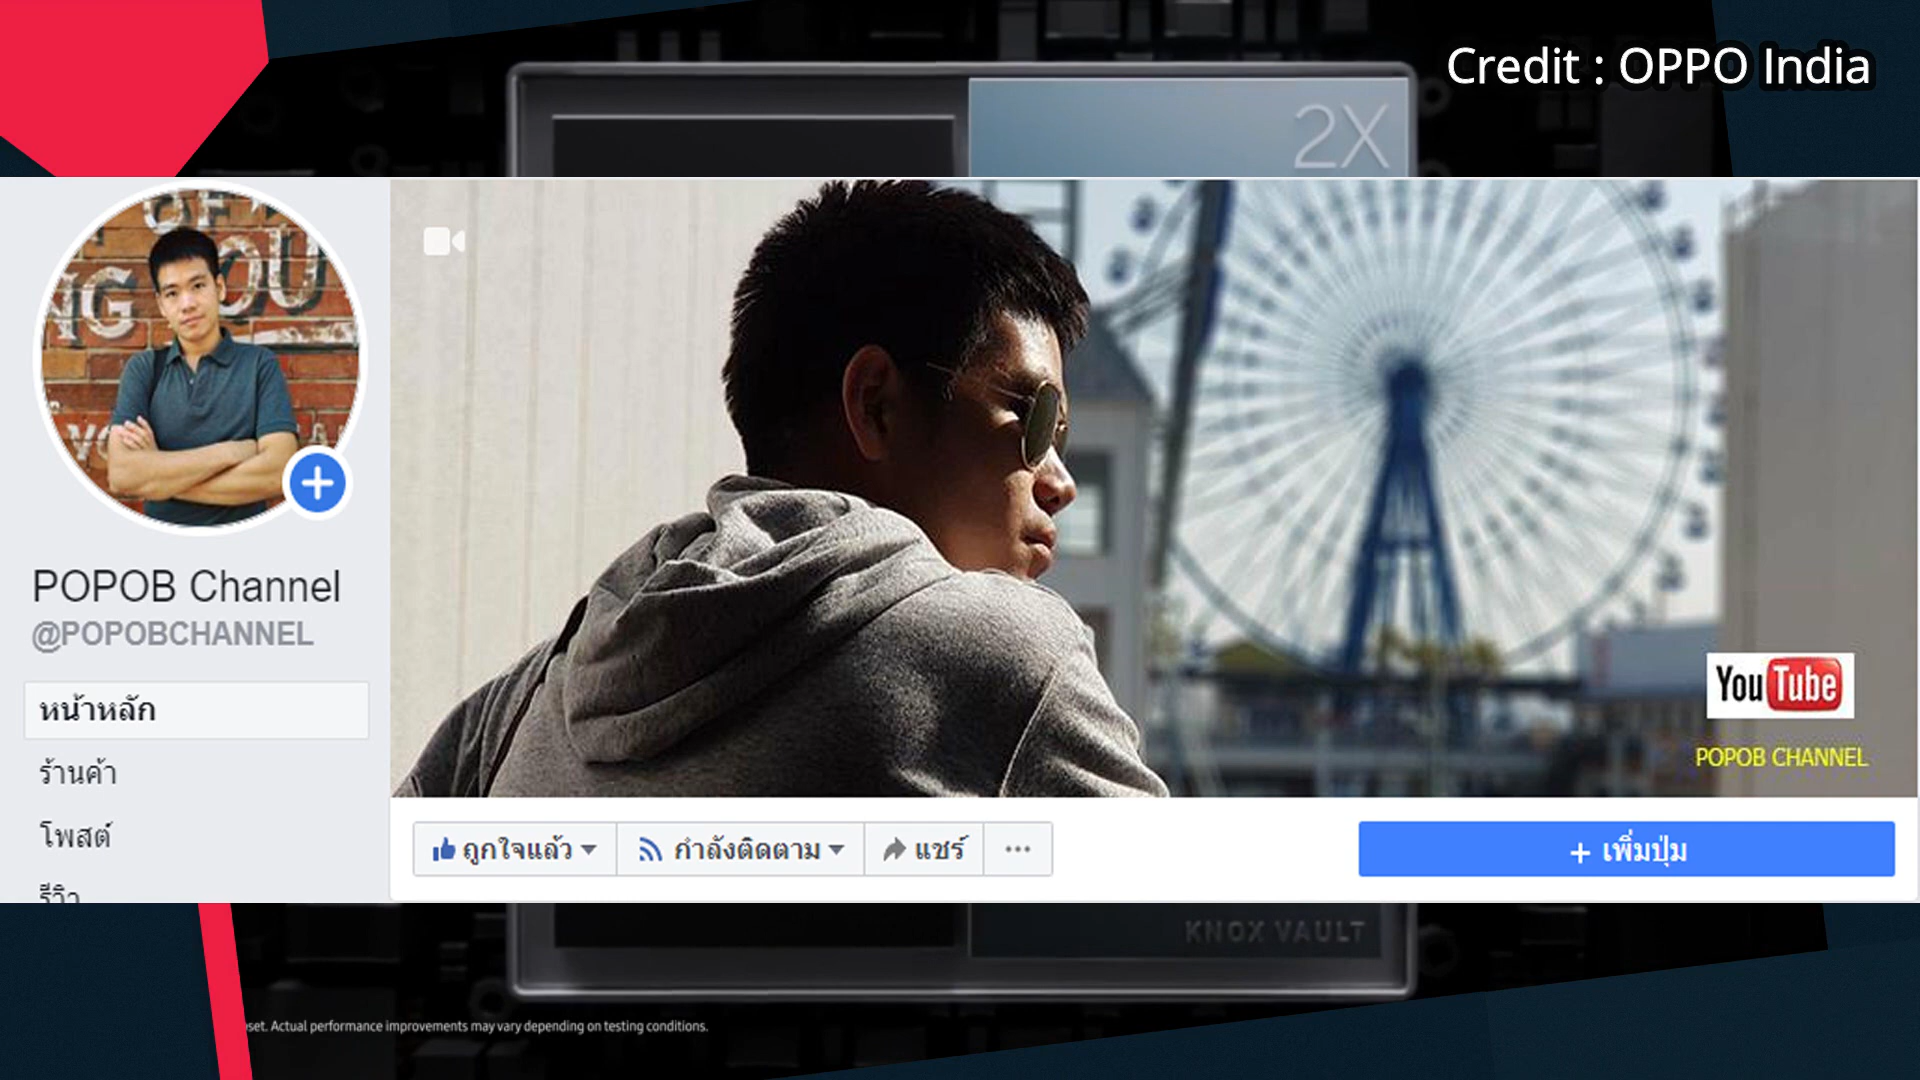 Credit : OPPO India
2X
POPOB Channel
@POPOBCHANNEL
หน้าหลัก
ร้านค้า
โพสต์
รีวิว
You Tube
POPOB CHANNEL
ถูกใจแล้ว
กำลังติดตาม
แชร์
+ เพิ่มปุ่ม
KNOX VAULT
Actual performance improvements may vary depending on testing conditions.